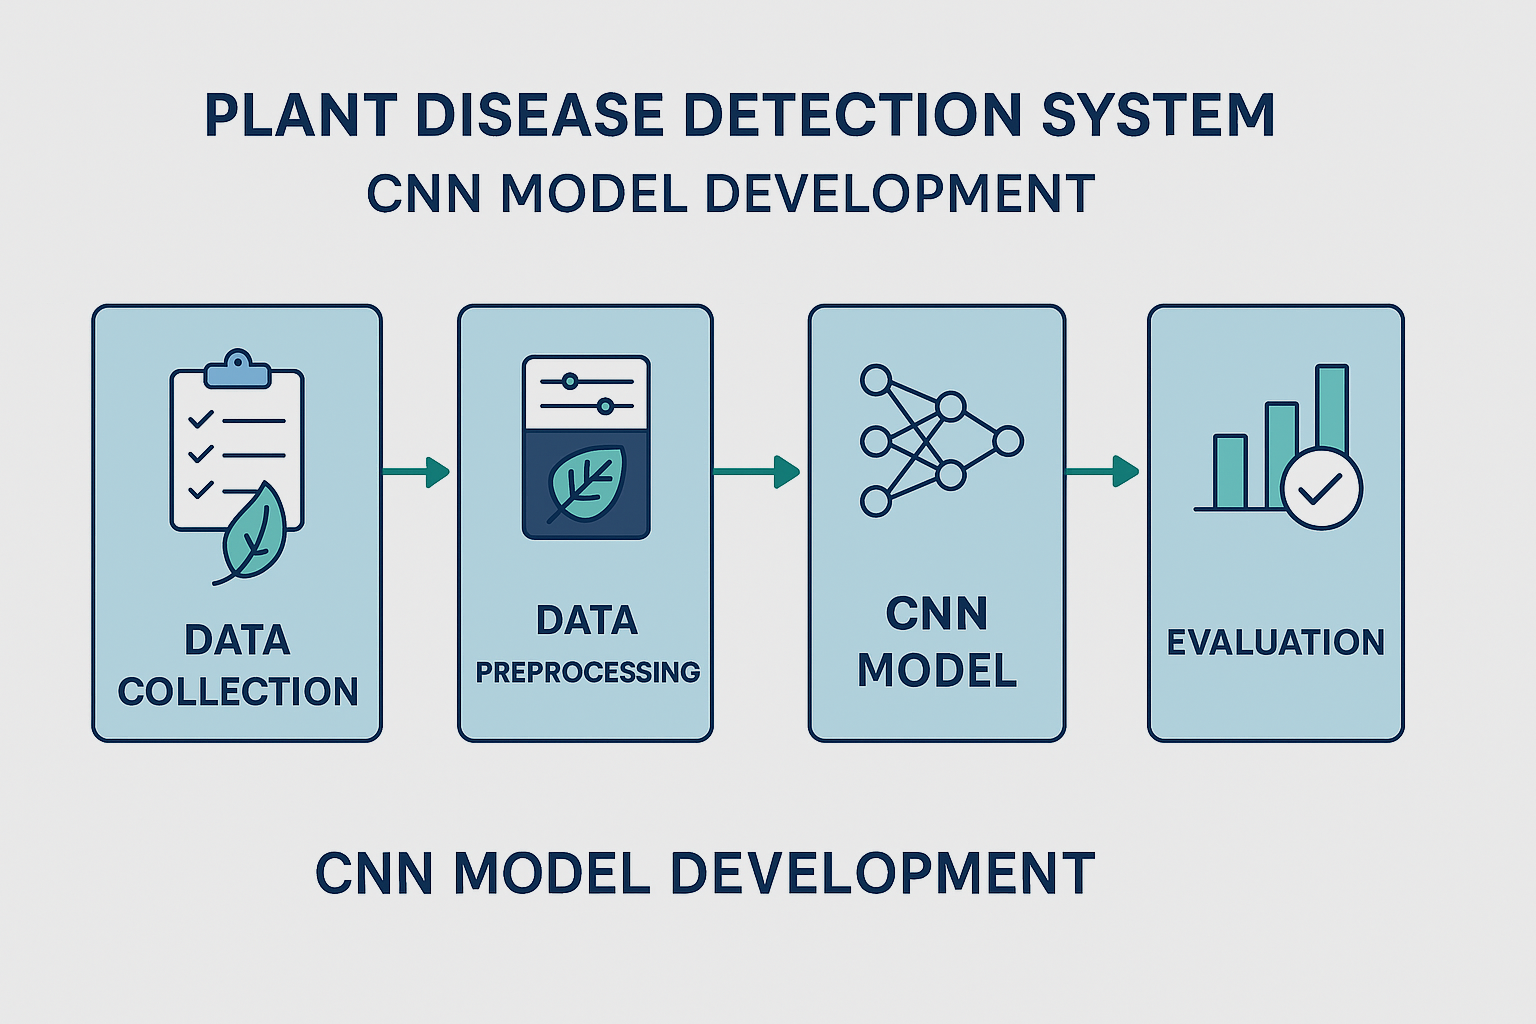 PLANT DISEASE DETECTION SYSTEM
CNN MODEL DEVELOPMENT
DATA
COLLECTION
DATA
PREPROCESSING
CNN
MODEL
EVALUATION
CNN MODEL DEVELOPMENT